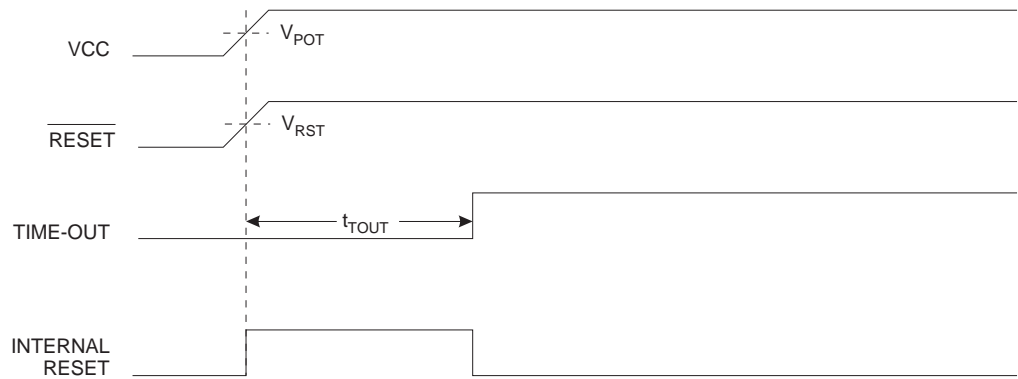 VCC
VPOT
RESET
VRST
TIME-OUT
tTOUT
INTERNAL
RESET